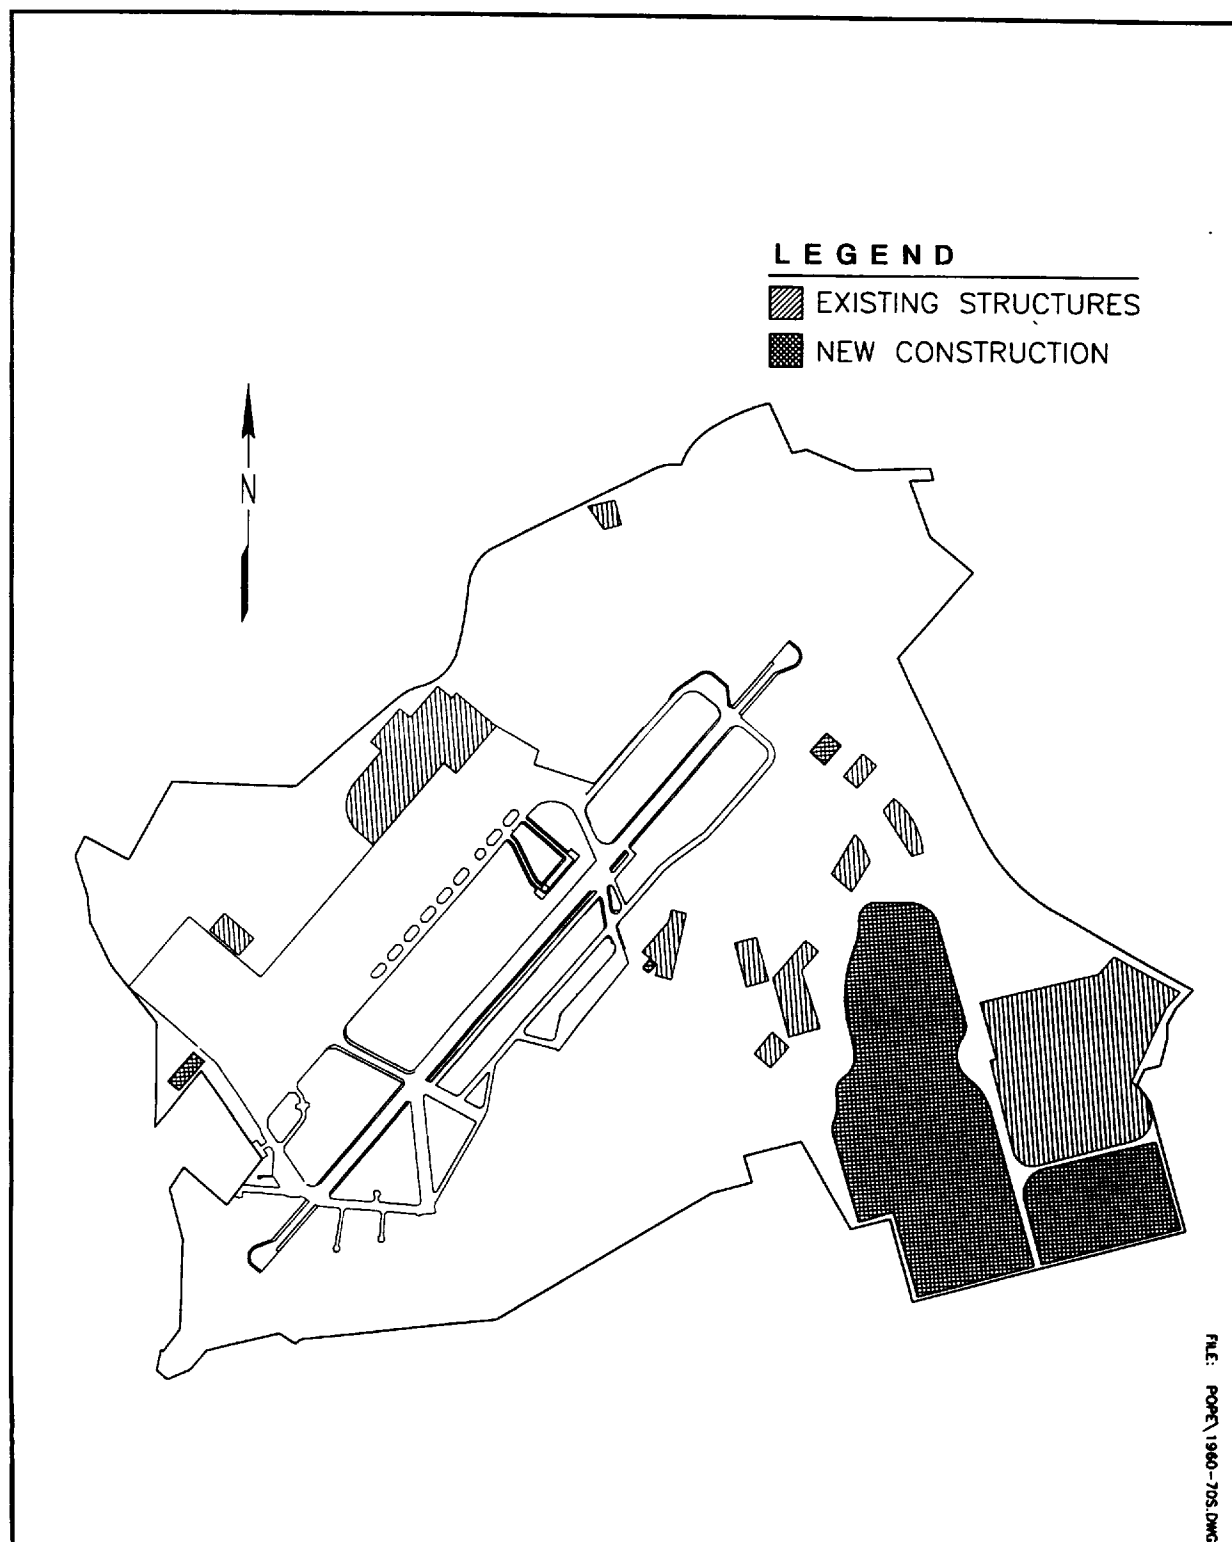 LEGEND
EXISTING STRUCTURES
NEW CONSTRUCTION
N
FILE: POPE\1960-70S.DWG